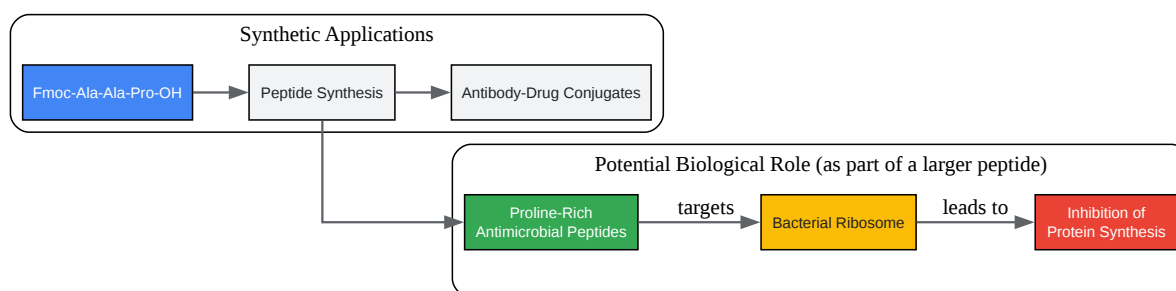 Synthetic Applications
Fmoc-Ala-Ala-Pro-OH
Peptide Synthesis
Antibody-Drug Conjugates
Potential Biological Role (as part of a larger peptide)
Proline-Rich
Antimicrobial Peptides
targets
Bacterial Ribosome
leads to
Inhibition of
Protein Synthesis